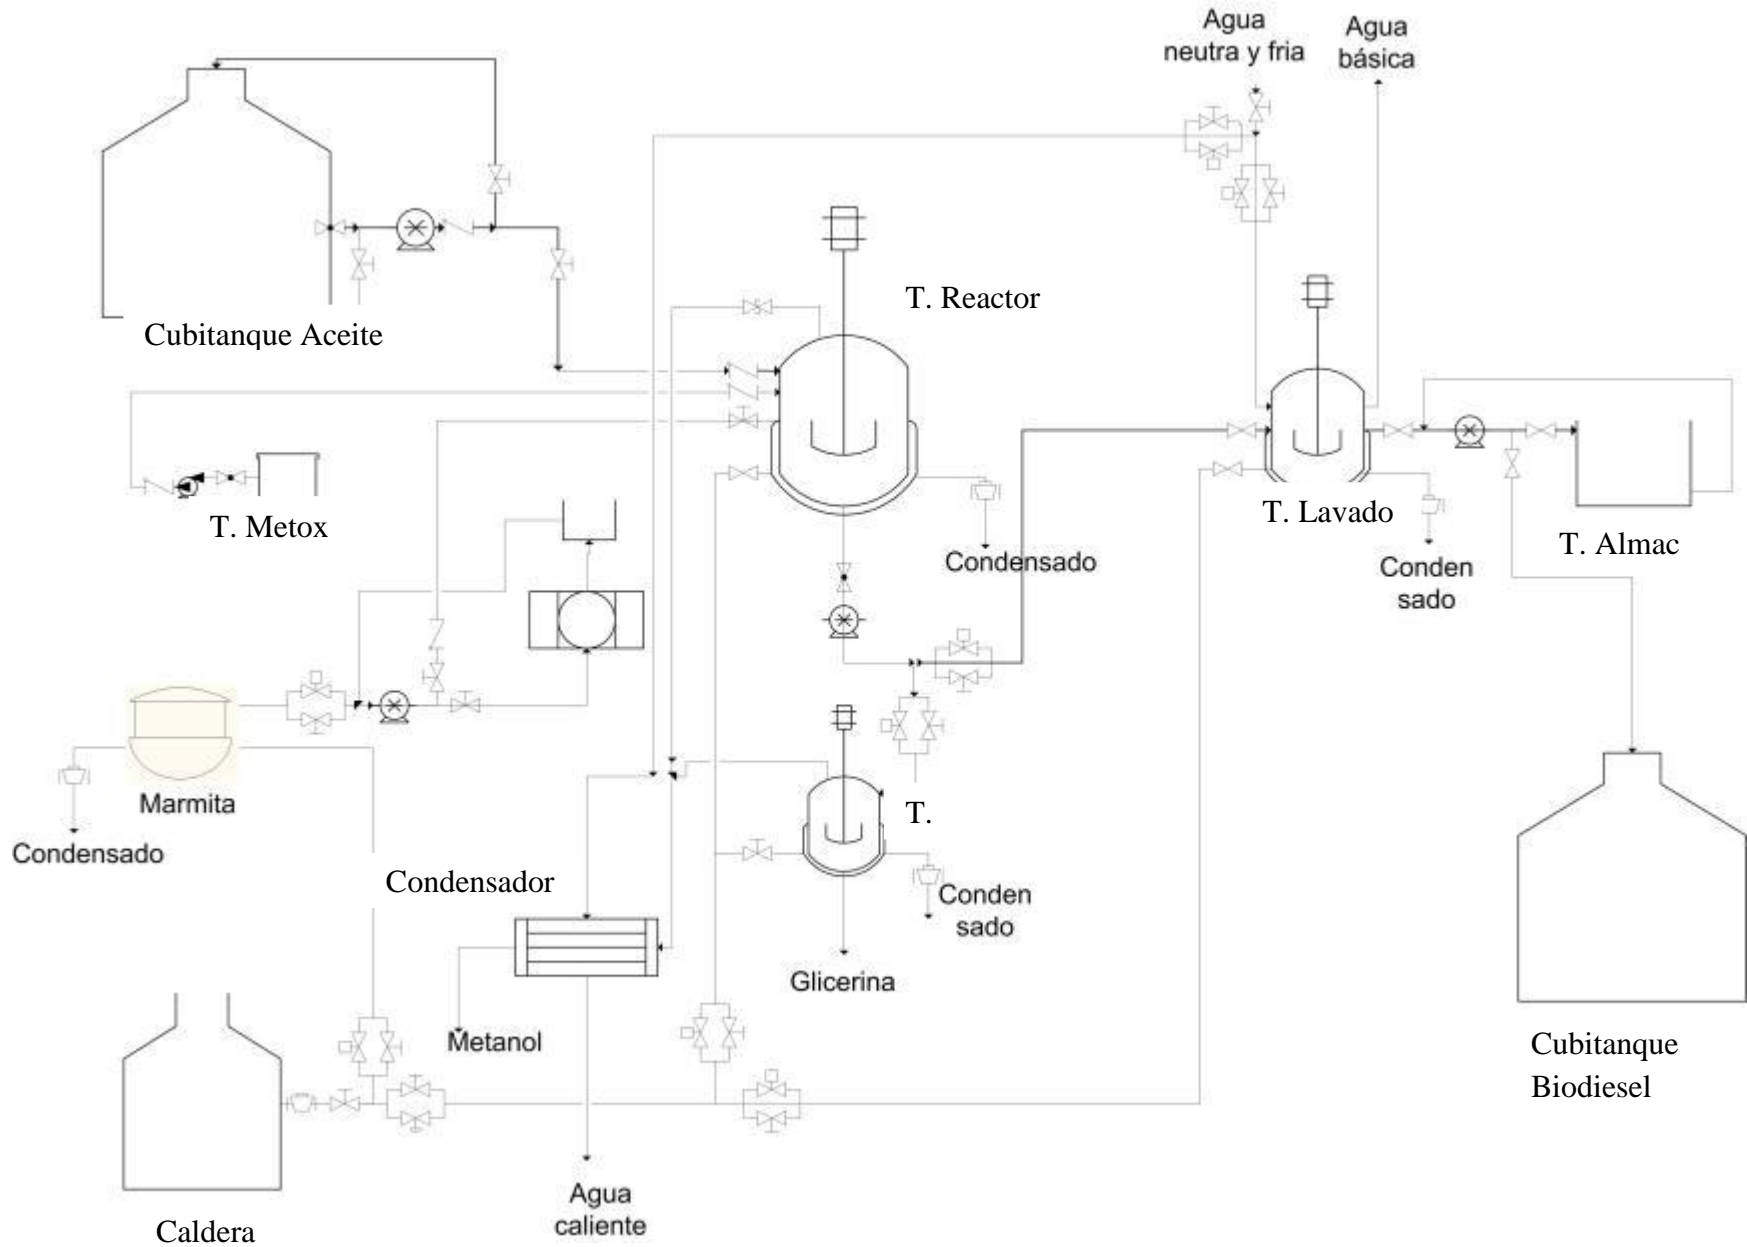 Agua
neutra y fria
Agua
básica
T. Reactor
Cubitanque Aceite
T. Metox
T. Lavado
T. Almac
Condensado
Conden
sado
Marmita
Condensado
T.
Condensador
Conden
sado
Glicerina
Metanol
Cubitanque
Biodiesel
Agua
caliente
Caldera